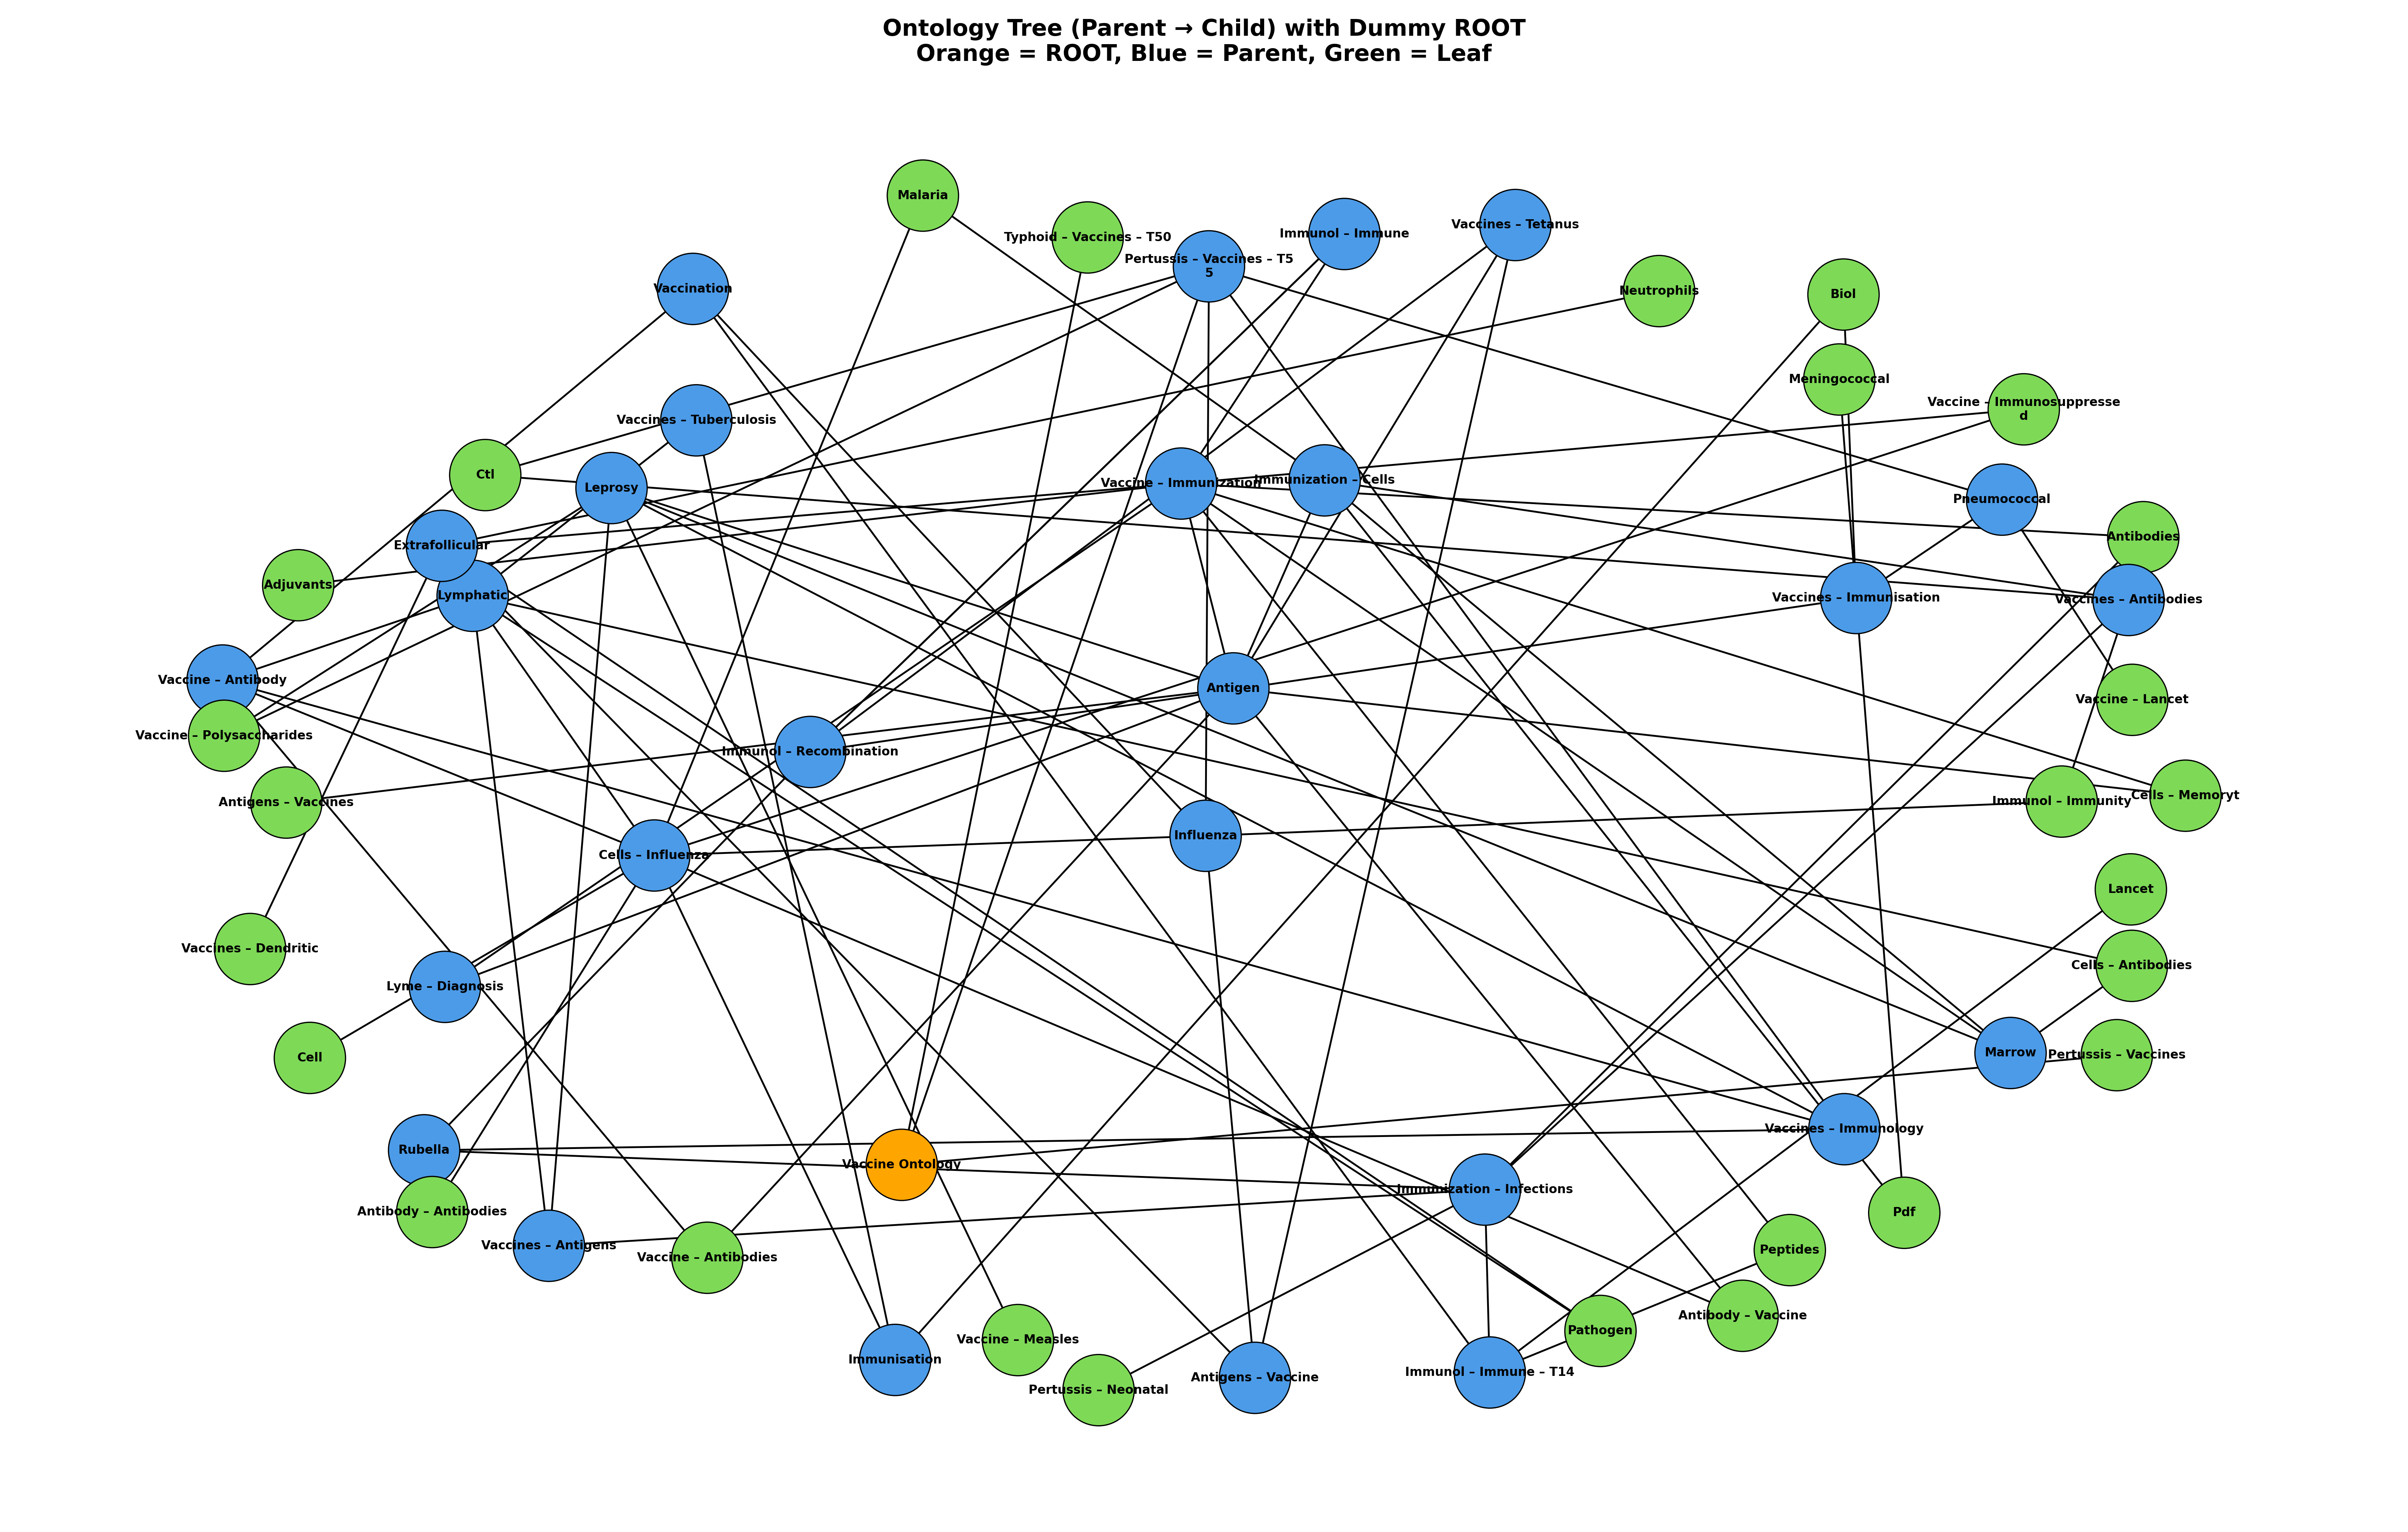 Ontology Tree (Parent → Child) with Dummy ROOT
Orange = ROOT, Blue = Parent, Green = Leaf
Malaria
Typhoid – Vaccines – T50
Immunol – Immune
Vaccines – Tetanus
Pertussis – Vaccines – T5
5
Vaccination
Neutrophils
Biol
Meningococcal
Vaccine – Immunosuppresse
d
Vaccines – Tuberculosis
Ctl
Leprosy
Vaccine – Immunization
Immunization – Cells
Pneumococcal
Extrafollicular
Antibodies
Adjuvants
Lymphatic
Vaccines – Immunisation
Vaccines – Antibodies
Vaccine – Antibody
Antigen
Vaccine – Lancet
Vaccine – Polysaccharides
Immunol – Recombination
Antigens – Vaccines
Immunol – Immunity
Cells – Memoryt
Influenza
Cells – Influenza
Lancet
Vaccines – Dendritic
Cells – Antibodies
Lyme – Diagnosis
Cell
Marrow
Pertussis – Vaccines
Rubella
Vaccines – Immunology
Vaccine Ontology
Immunization – Infections
Antibody – Antibodies
Pdf
Vaccines – Antigens
Vaccine – Antibodies
Peptides
Antibody – Vaccine
Pathogen
Vaccine – Measles
Immunisation
Immunol – Immune – T14
Antigens – Vaccine
Pertussis – Neonatal